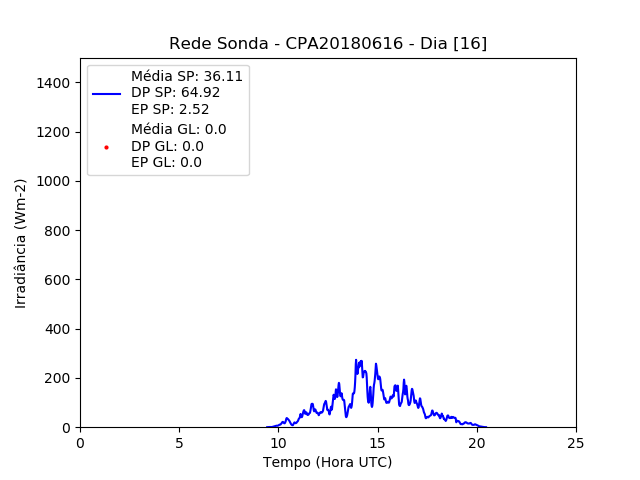 Rede Sonda - CPA20180616 - Dia [16]
Média SP: 36.11
DP SP: 64.92
EP SP: 2.52
Média GL: 0.0
DP GL: 0.0
EP GL: 0.0
1400
1200
1000
800
600
400
200
0
Irradiância (Wm-2)
0 5 10 15 20 25
Tempo (Hora UTC)